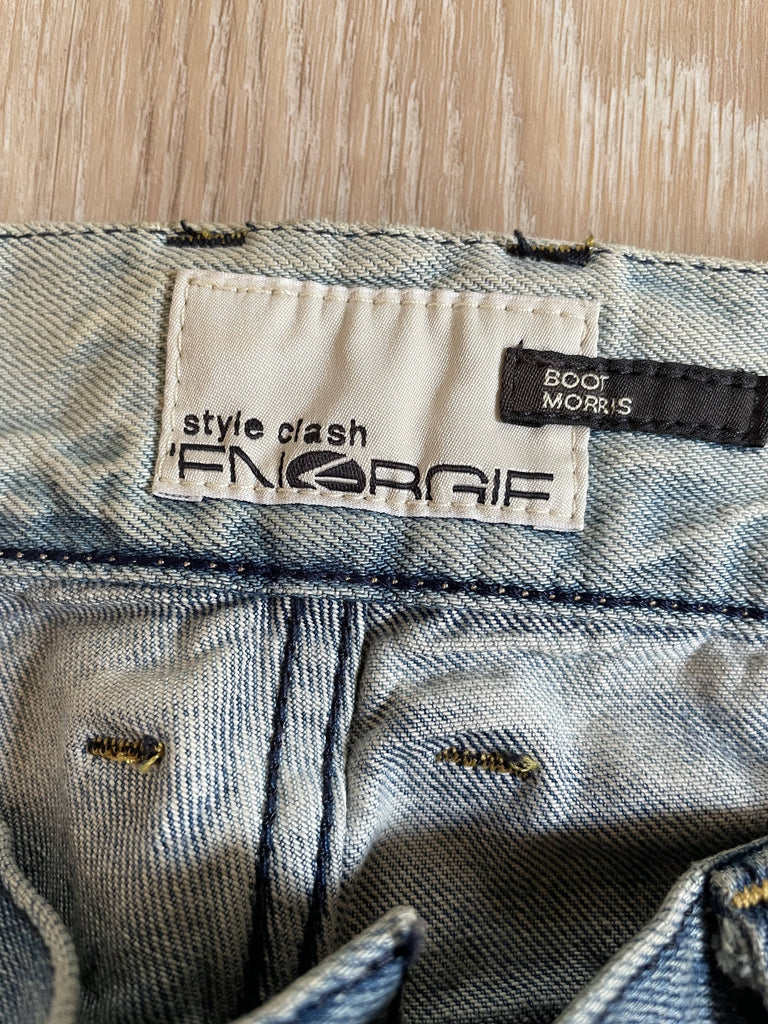 style clash
'ENERGIE
BOOT
MORRIS